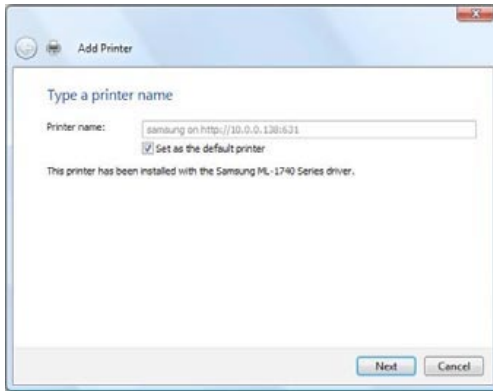 Add Printer
Type a printer name
Printer name: samsung on http://10.0.0.138:631
Set as the default printer
This printer has been installed with the Samsung ML-1740 Series driver.
Next Cancel